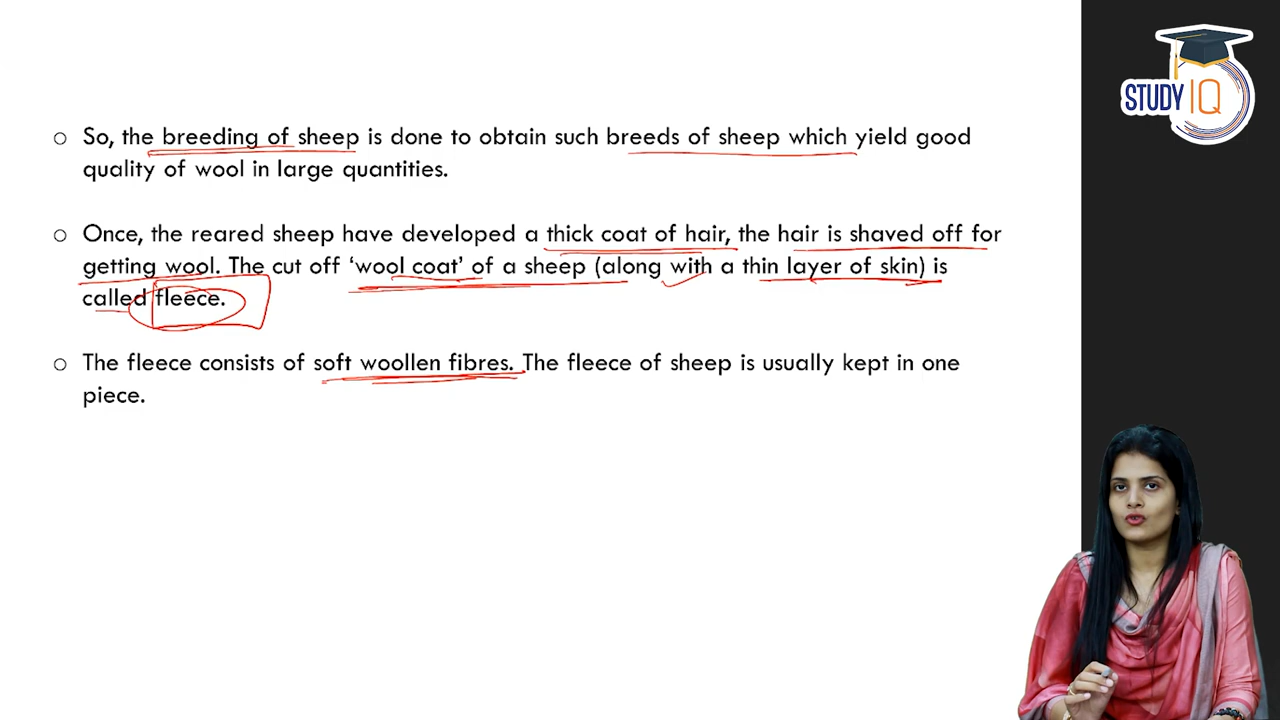 STUDY IQ
So, the breeding of sheep is done to obtain such breeds of sheep which yield good
quality of wool in large quantities.
Once, the reared sheep have developed a thick coat of hair, the hair is shaved off for
getting wool. The cut off ‘wool coat’ of a sheep (along with a thin layer of skin) is
called fleece.
The fleece consists of soft woollen fibres. The fleece of sheep is usually kept in one
piece.